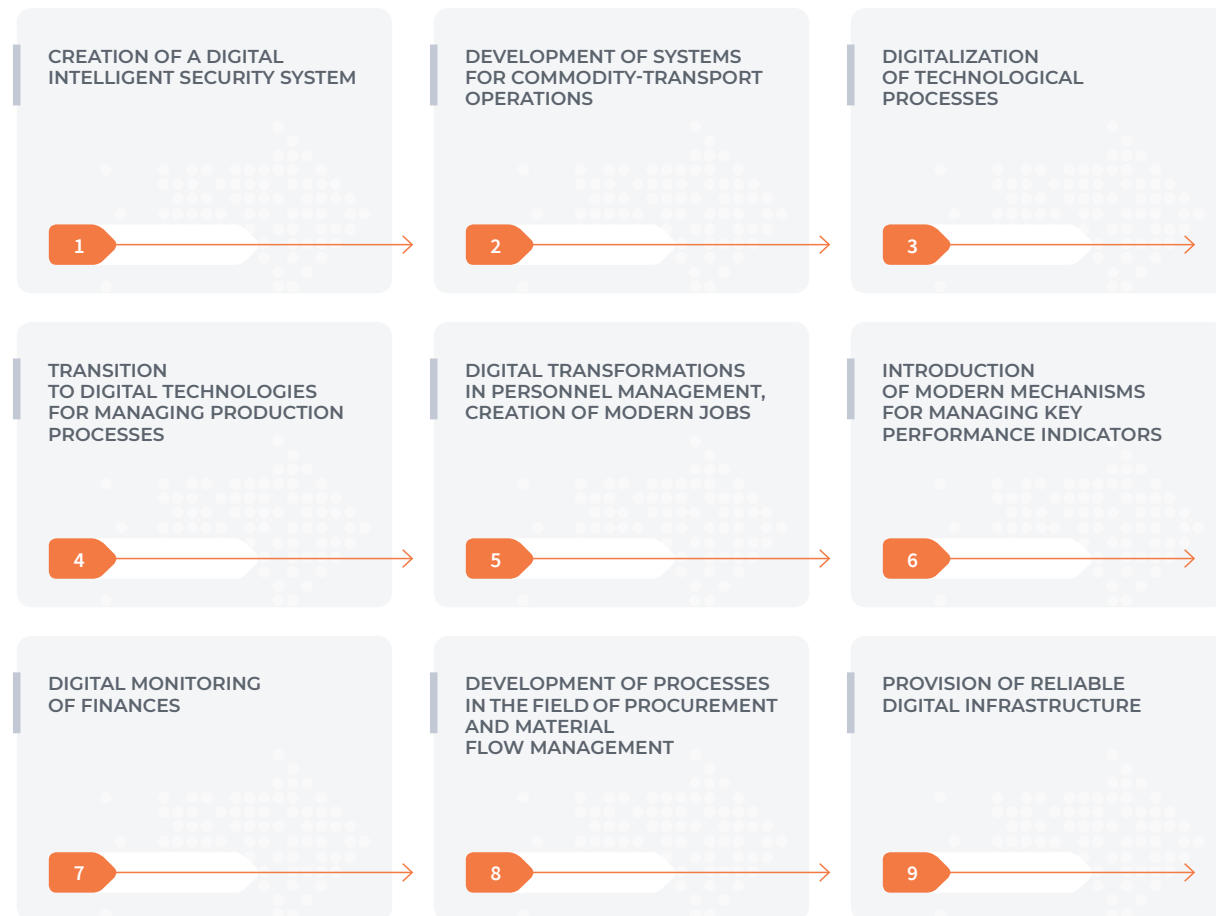 CREATION OF A DIGITAL
INTELLIGENT SECURITY SYSTEM
1
DEVELOPMENT OF SYSTEMS
FOR COMMODITY-TRANSPORT
OPERATIONS
2
DIGITALIZATION
OF TECHNOLOGICAL
PROCESSES
3
TRANSITION
TO DIGITAL TECHNOLOGIES
FOR MANAGING PRODUCTION
PROCESSES
4
DIGITAL TRANSFORMATIONS
IN PERSONNEL MANAGEMENT,
CREATION OF MODERN JOBS
5
INTRODUCTION
OF MODERN MECHANISMS
FOR MANAGING KEY
PERFORMANCE INDICATORS
6
DIGITAL MONITORING
OF FINANCES
7
DEVELOPMENT OF PROCESSES
IN THE FIELD OF PROCUREMENT
AND MATERIAL
FLOW MANAGEMENT
8
PROVISION OF RELIABLE
DIGITAL INFRASTRUCTURE
9